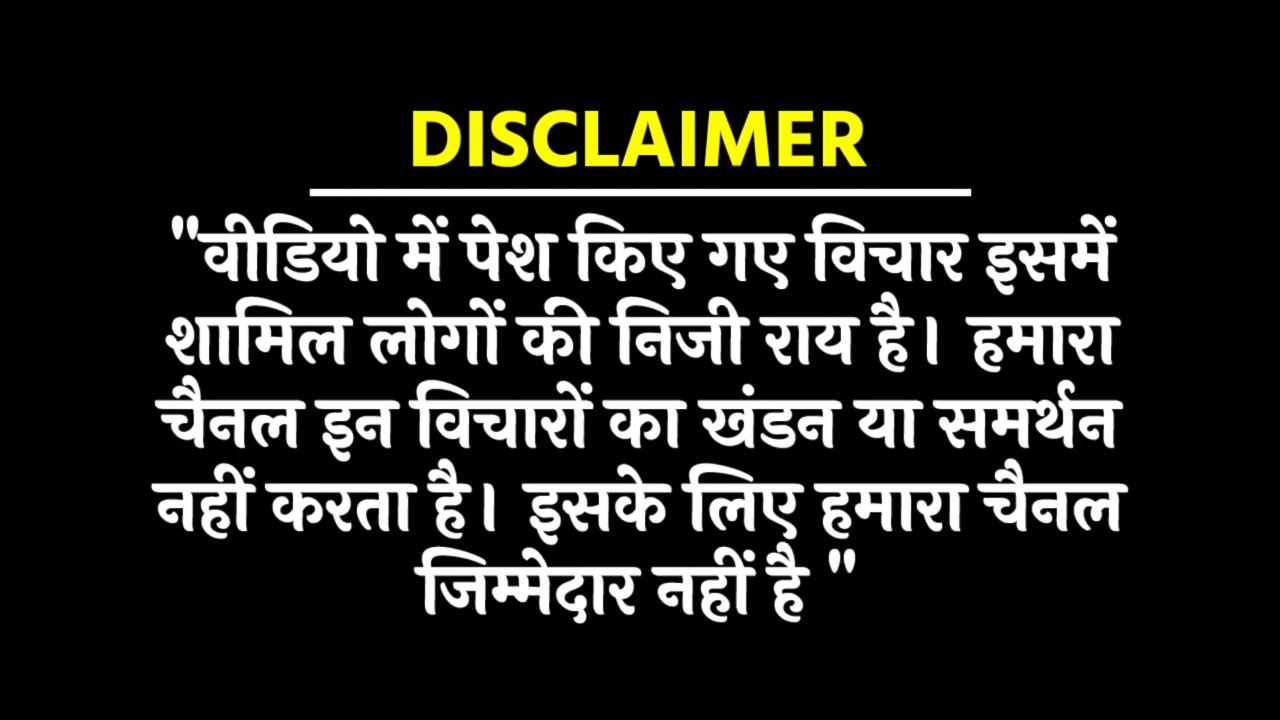 DISCLAIMER
"वीडियो में पेश किए गए विचार इसमें
शामिल लोगों की निजी राय है। हमारा
चैनल इन विचारों का खंडन या समर्थन
नहीं करता है। इसके लिए हमारा चैनल
जिम्मेदार नहीं है "